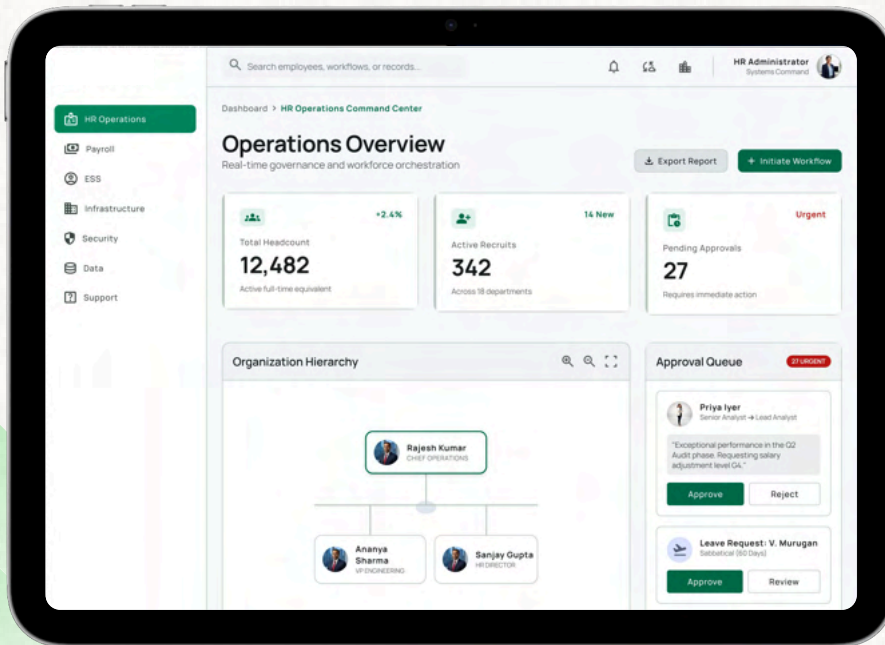 Search employees, workflows, or records...
HR Administrator
Systems Command
HR Operations
Payroll
ESS
Infrastructure
Security
Data
Support
Dashboard > HR Operations Command Center
Operations Overview
Real-time governance and workforce orchestration
Export Report
+ Initiate Workflow
+2.4%
Total Headcount
12,482
Active full-time equivalent
14 New
Active Recruits
342
Across 18 departments
Urgent
Pending Approvals
27
Requires immediate action
Organization Hierarchy
Rajesh Kumar
CHIEF OPERATIONS
Ananya
Sharma
VP ENGINEERING
Sanjay Gupta
HR DIRECTOR
Approval Queue
27 URGENT
Priya Iyer
Senior Analyst → Lead Analyst
"Exceptional performance in the Q2
Audit phase. Requesting salary
adjustment level G4."
Approve
Reject
Leave Request: V. Murugan
Sabbatical (60 Days)
Approve
Review